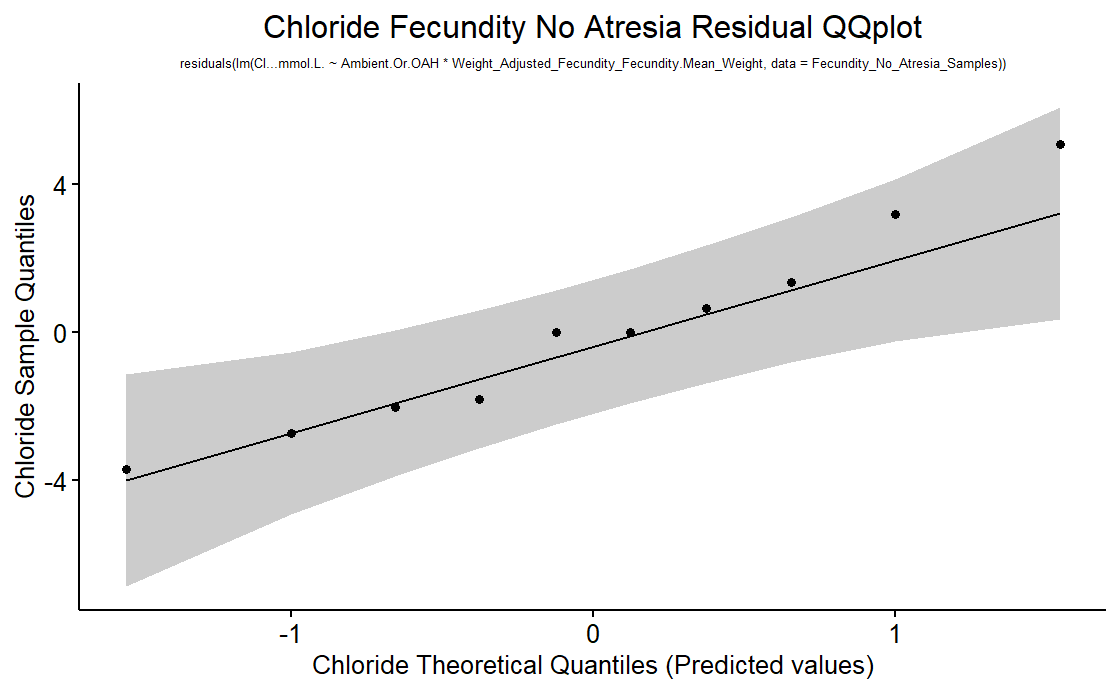 Chloride Fecundity No Atresia Residual QQplot
residuals(lm(Cl...mmol.L. ~ Ambient.Or.OAH * Weight_Adjusted_Fecundity_Fecundity.Mean_Weight, data = Fecundity_No_Atresia_Samples))
Chloride Sample Quantiles
4
0
-4
-1 0 1
Chloride Theoretical Quantiles (Predicted values)